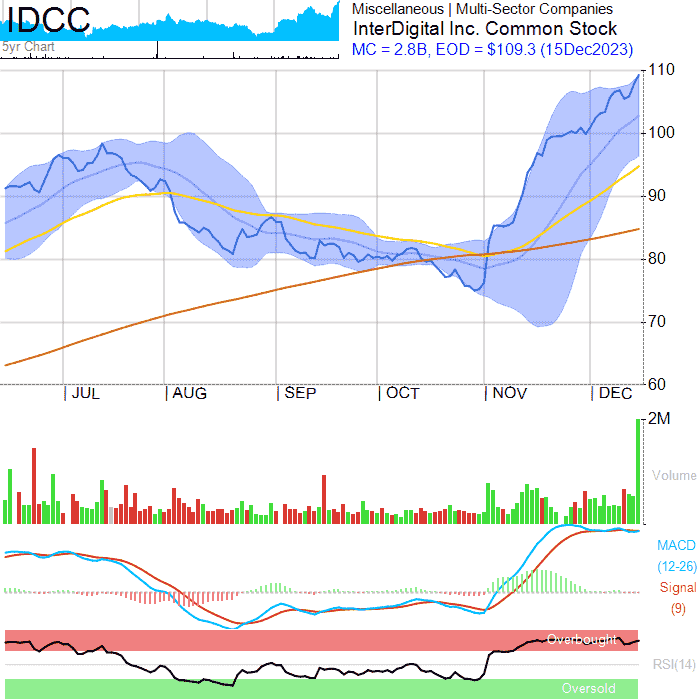 IDCC
5yr Chart
Miscellaneous | Multi-Sector Companies
InterDigital Inc. Common Stock
MC = 2.8B, EOD = $109.3 (15Dec2023)
110
100
90
80
70
60
JUL AUG SEP OCT NOV DEC
2M
Volume
MACD
(12-26)
Signal
(9)
Overbought
RSI(14)
Oversold